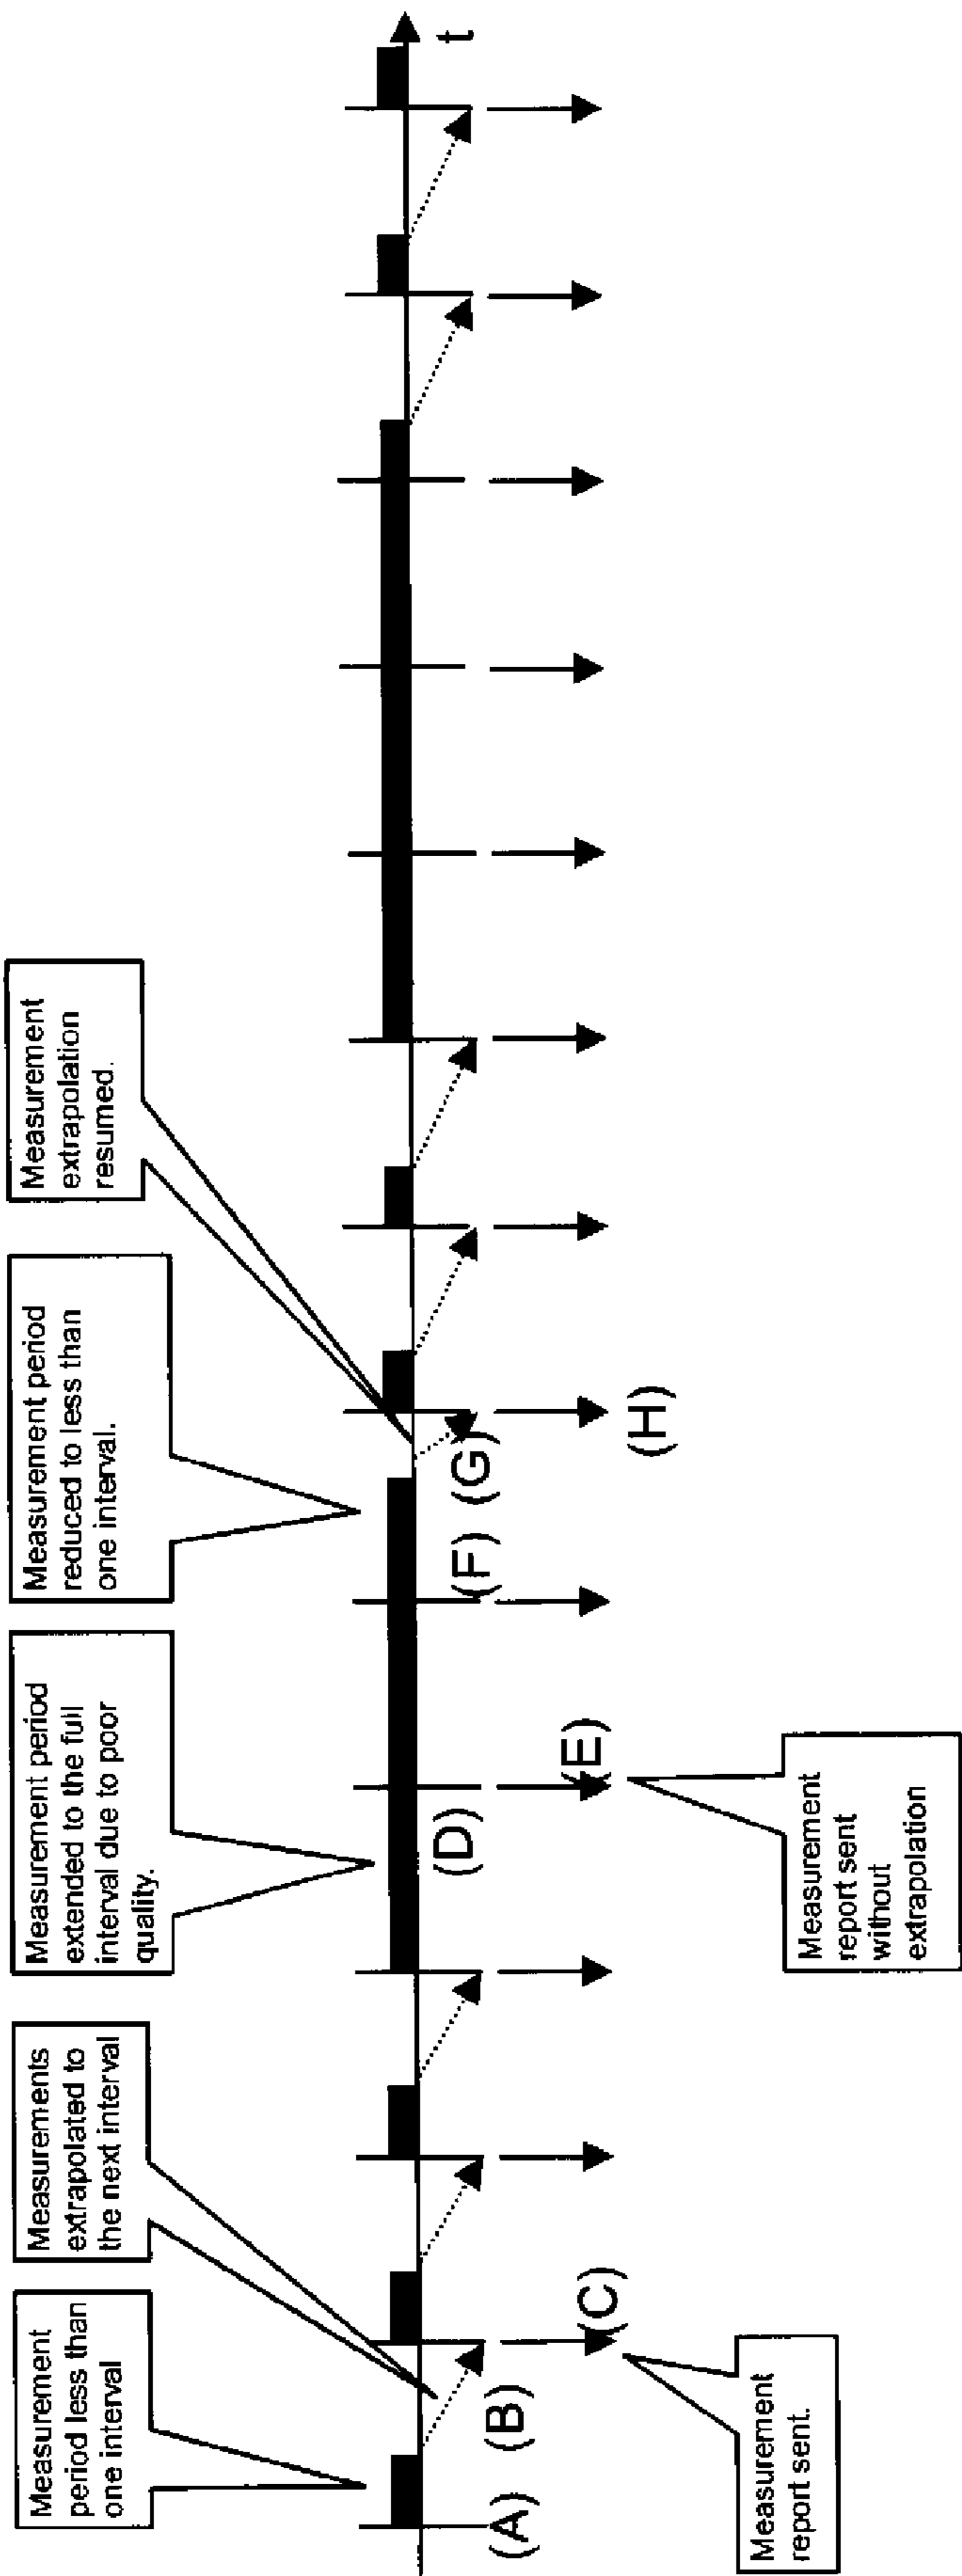 Measurement
period less than
one interval
Measurements
extrapolated to
the next interval
Measurement period
extended to the full
interval due to poor
quality.
Measurement period
reduced to less than
one interval.
Measurement
extrapolation
resumed.
t
(A)
(B)
(C)
(D)
(E)
(F)
(G)
(H)
Measurement
report sent.
Measurement
report sent
without
extrapolation